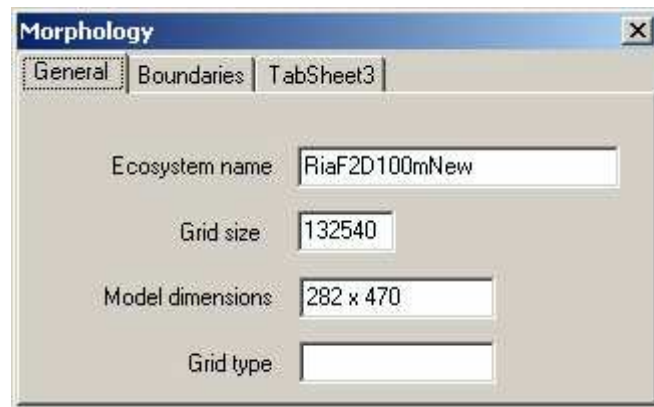 Morphology
General Boundaries TabSheet3
Ecosystem name RiaF2D100mNew
Grid size 132540
Model dimensions 282 x 470
Grid type